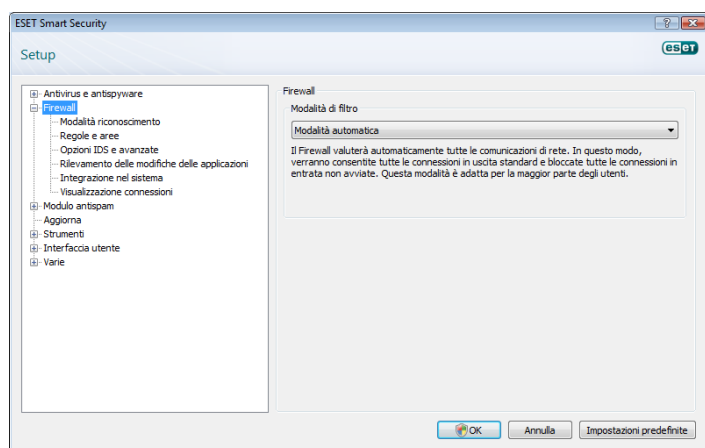 ESET Smart Security
Setup
eset
Antivirus e antispyware
Firewall
Modalità riconoscimento
Regole e aree
Opzioni IDS e avanzate
Rilevamento delle modifiche delle applicazioni
Integrazione nel sistema
Visualizzazione connessioni
Modulo antispam
Aggiorna
Strumenti
Interfaccia utente
Varie
Firewall
Modalità di filtro
Modalità automatica
Il Firewall valuterà automaticamente tutte le comunicazioni di rete. In questo modo,
verranno consentite tutte le connessioni in uscita standard e bloccate tutte le connessioni in
entrata non avviate. Questa modalità è adatta per la maggior parte degli utenti.
OK
Annulla
Impostazioni predefinite